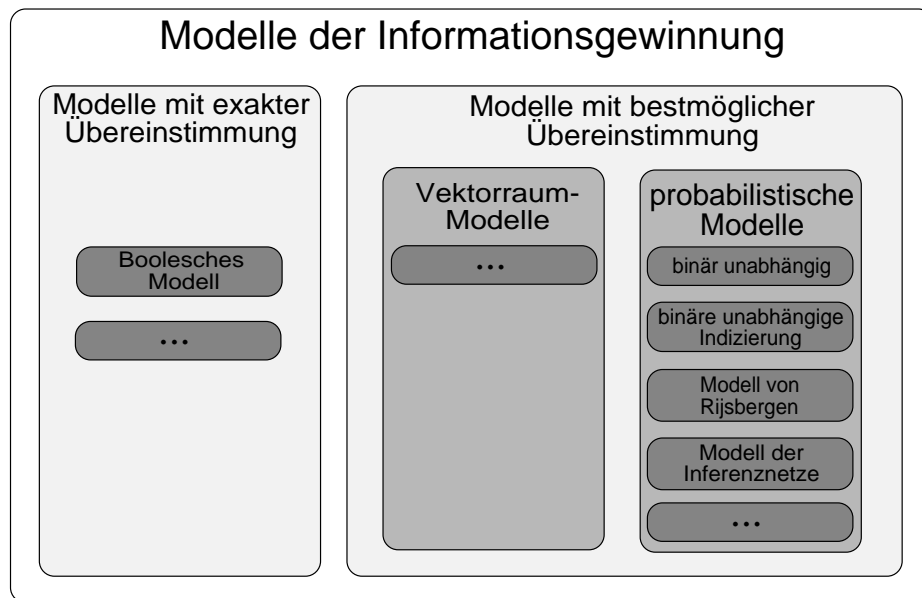 Modelle der Informationsgewinnung
Modelle mit exakter
Übereinstimmung
Boolesches
Modell
...
Modelle mit bestmöglicher
Übereinstimmung
Vektorraum-
Modelle
...
probabilistische
Modelle
binär unabhängig
binäre unabhängige
Indizierung
Modell von
Rijsbergen
Modell der
Inferenznetze
...